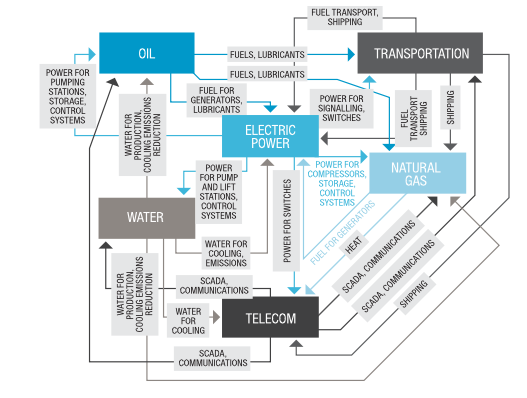 FUEL TRANSPORT,
SHIPPING
OIL
FUELS, LUBRICANTS
TRANSPORTATION
FUELS, LUBRICANTS
POWER FOR
PUMPING
STATIONS,
STORAGE,
CONTROL
SYSTEMS
WATER FOR
PRODUCTION,
COOLING EMISSIONS
REDUCTION
FUEL FOR
GENERATORS,
LUBRICANTS
POWER FOR
SIGNALLING,
SWITCHES
FUEL
TRANSPORT
SHIPPING
SHIPPING
ELECTRIC
POWER
POWER
FOR PUMP
AND LIFT
STATIONS,
CONTROL
SYSTEMS
POWER FOR SWITCHES
POWER FOR
COMPRESSORS,
STORAGE,
CONTROL
SYSTEMS
NATURAL
GAS
WATER
WATER FOR
COOLING,
EMISSIONS
FUEL FOR GENERATORS
HEAT
SCADA, COMMUNICATIONS
SCADA, COMMUNICATIONS
SHIPPING
WATER FOR
PRODUCTION,
COOLING EMISSIONS
REDUCTION
SCADA,
COMMUNICATIONS
WATER
FOR
COOLING
TELECOM
SCADA,
COMMUNICATIONS